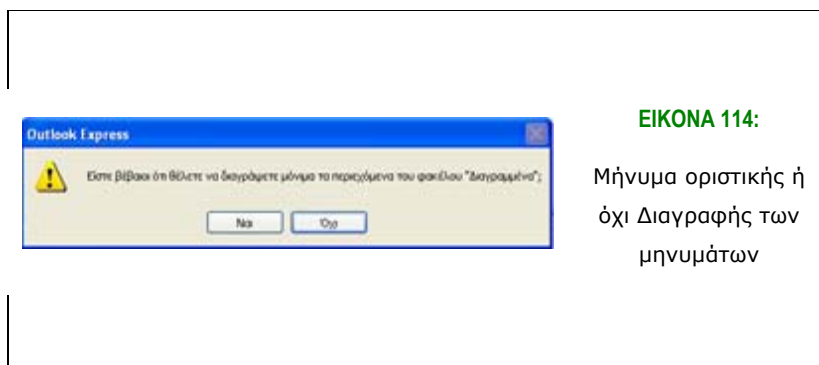 Outlook Express
Είστε βέβαιοι ότι θέλετε να διαγράψετε μόνιμα τα περιεχόμενα του φακέλου "Διαγραμμένα";
Ναι Όχι
ΕΙΚΟΝΑ 114:
Μήνυμα οριστικής ή
όχι Διαγραφής των
μηνυμάτων